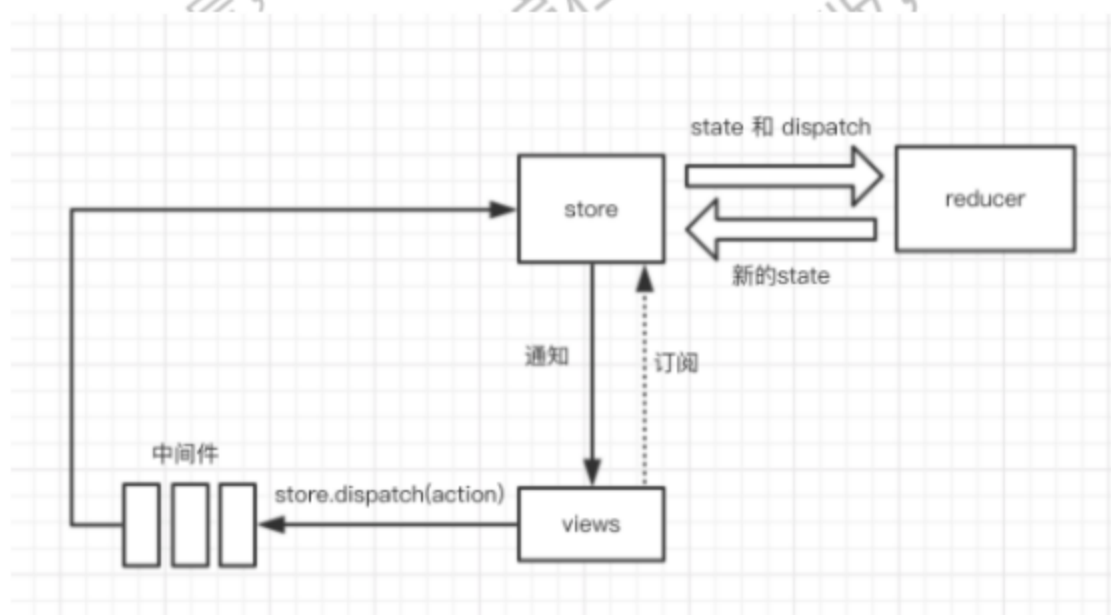 state 和 dispatch
store
reducer
新的state
通知
订阅
中间件
store.dispatch(action)
views